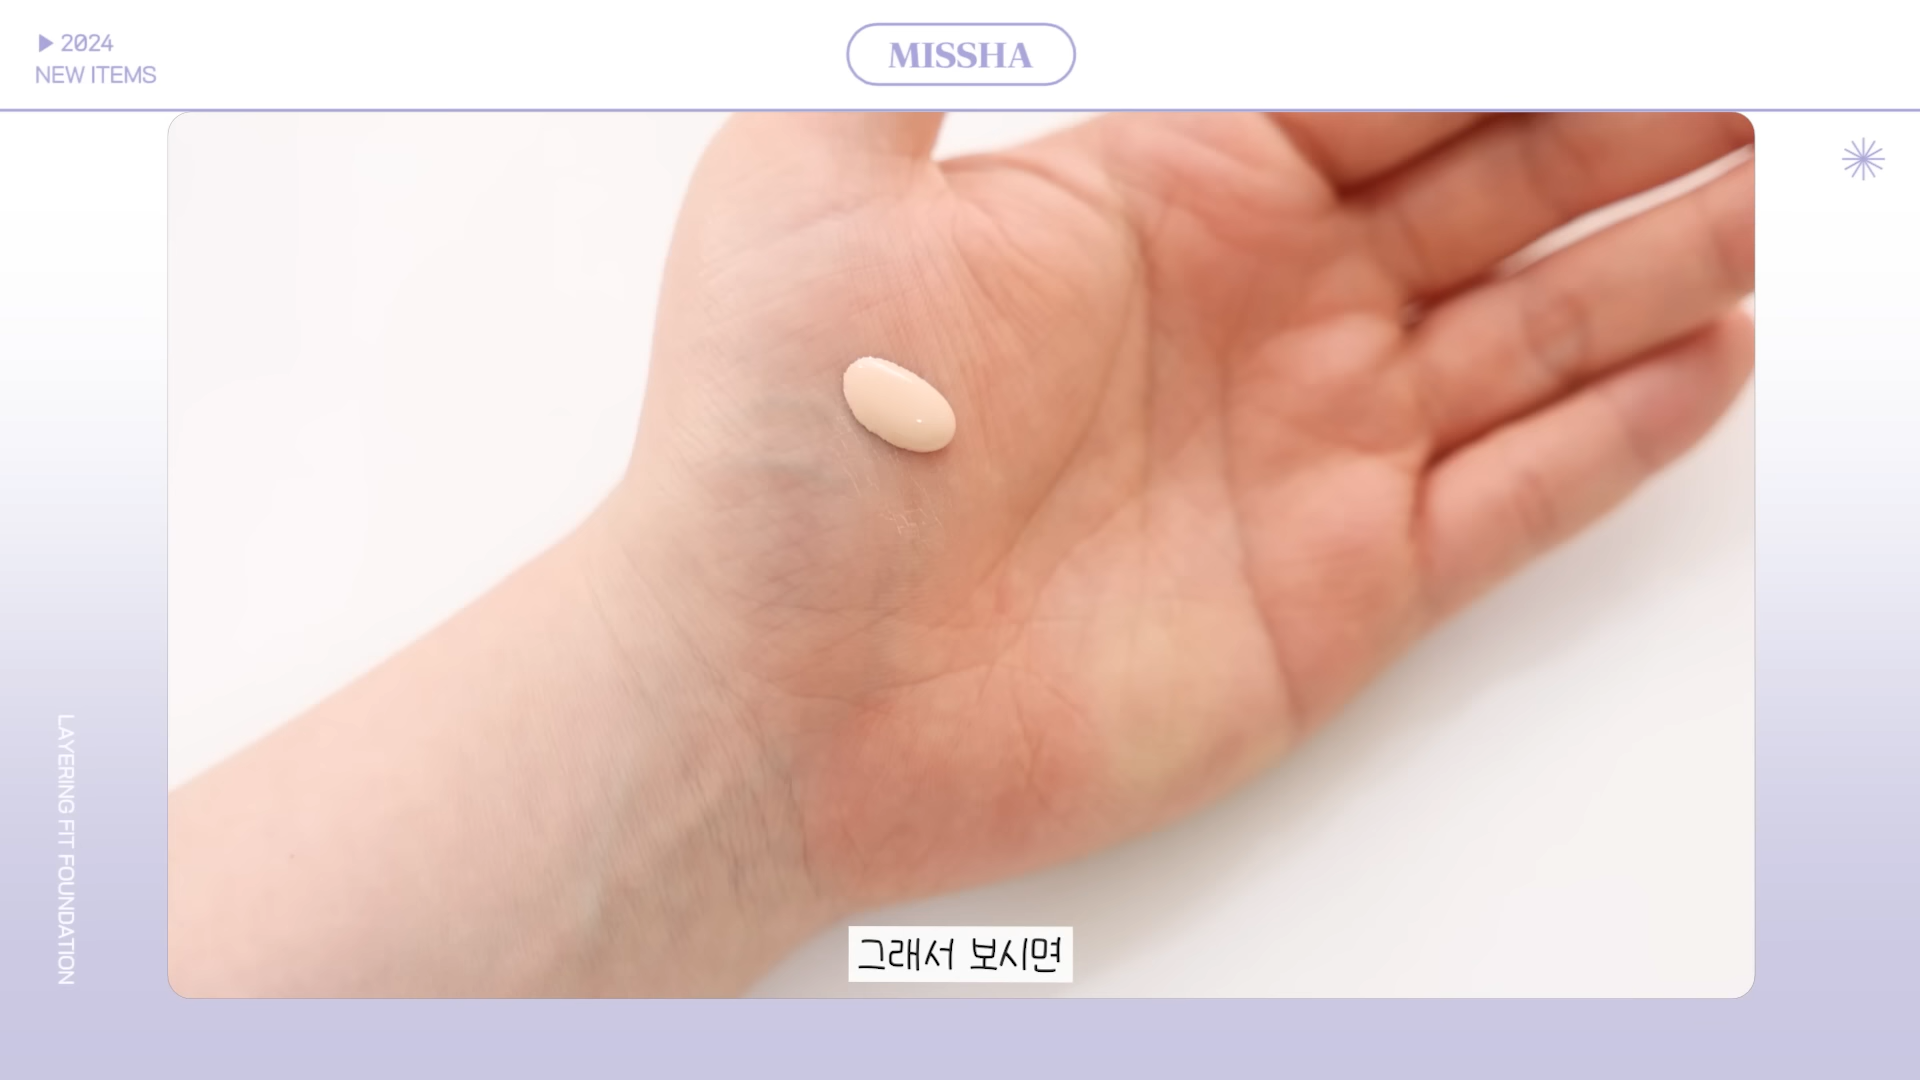 ▶ 2024
NEW ITEMS
MISSHA
LAYERING FIT FOUNDATION
그래서 보시면